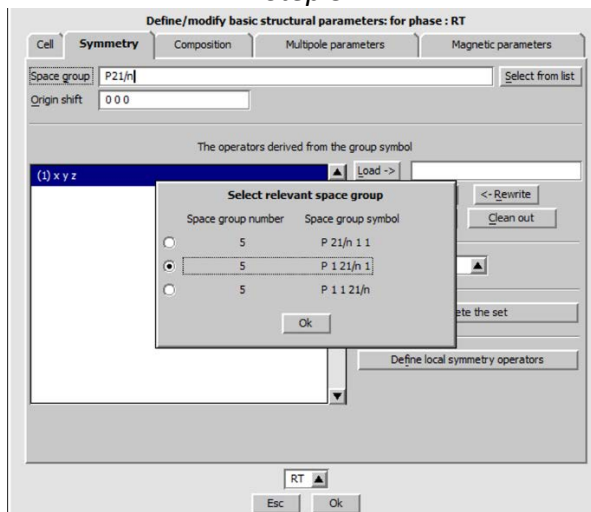 Define/modify basic structural parameters: for phase : RT
Cell Symmetry Composition Multipole parameters Magnetic parameters
Space group P21/n Select from list
Origin shift 0 0 0
The operators derived from the group symbol
(1) x y z Load ->
Select relevant space group <- Rewrite
Space group number Space group symbol Clean out
5 P 21/n 1 1
5 P 1 21/n 1
5 P 1 1 21/n
Ok ete the set
Define local symmetry operators
RT
Esc Ok